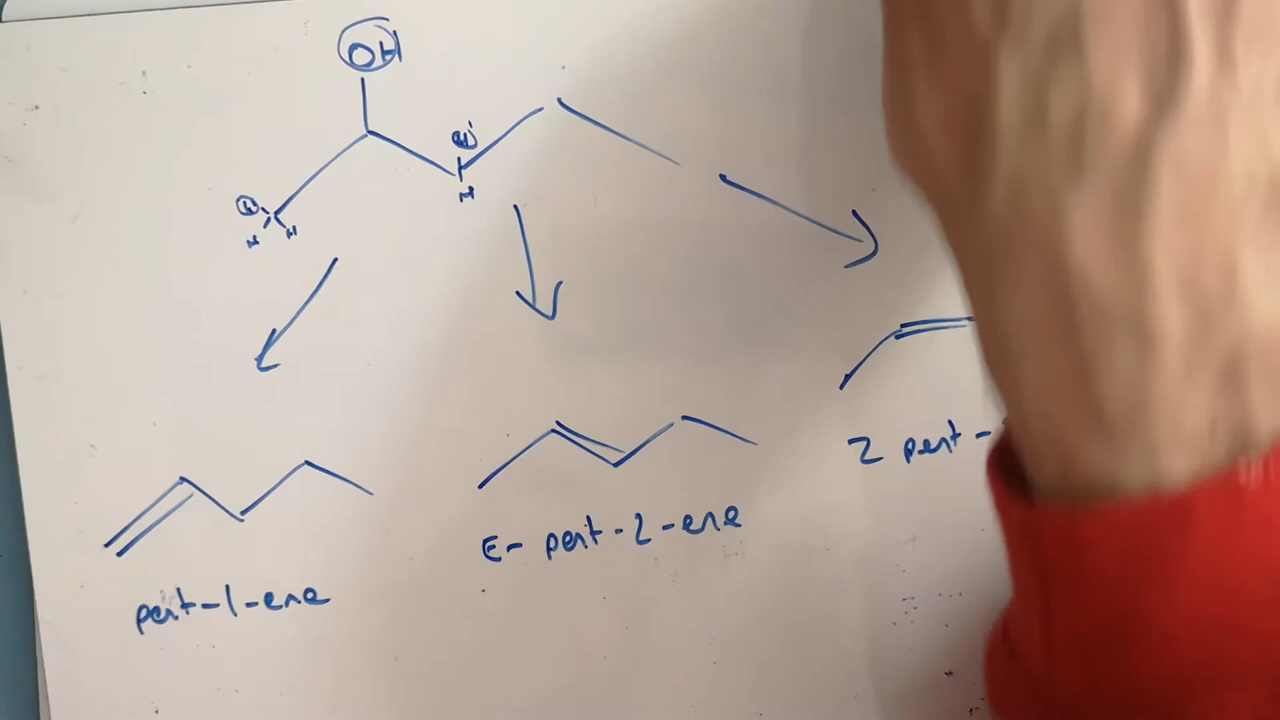 OH
H
H
H H
H
pent-1-ene
E- pent-2-ene
Z pent-